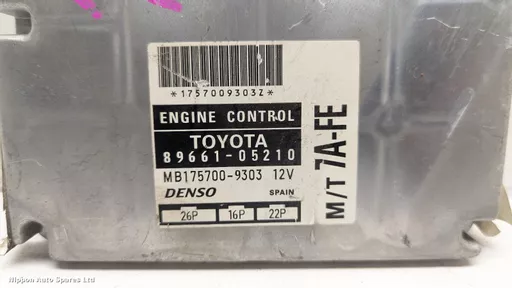 *1757009303Z*
ENGINE CONTROL
TOYOTA
89661-05210
MB175700-9303 12V
DENSO SPAIN
26P 16P 22P
M/T 7A-FE
Nippon Auto Spares Ltd